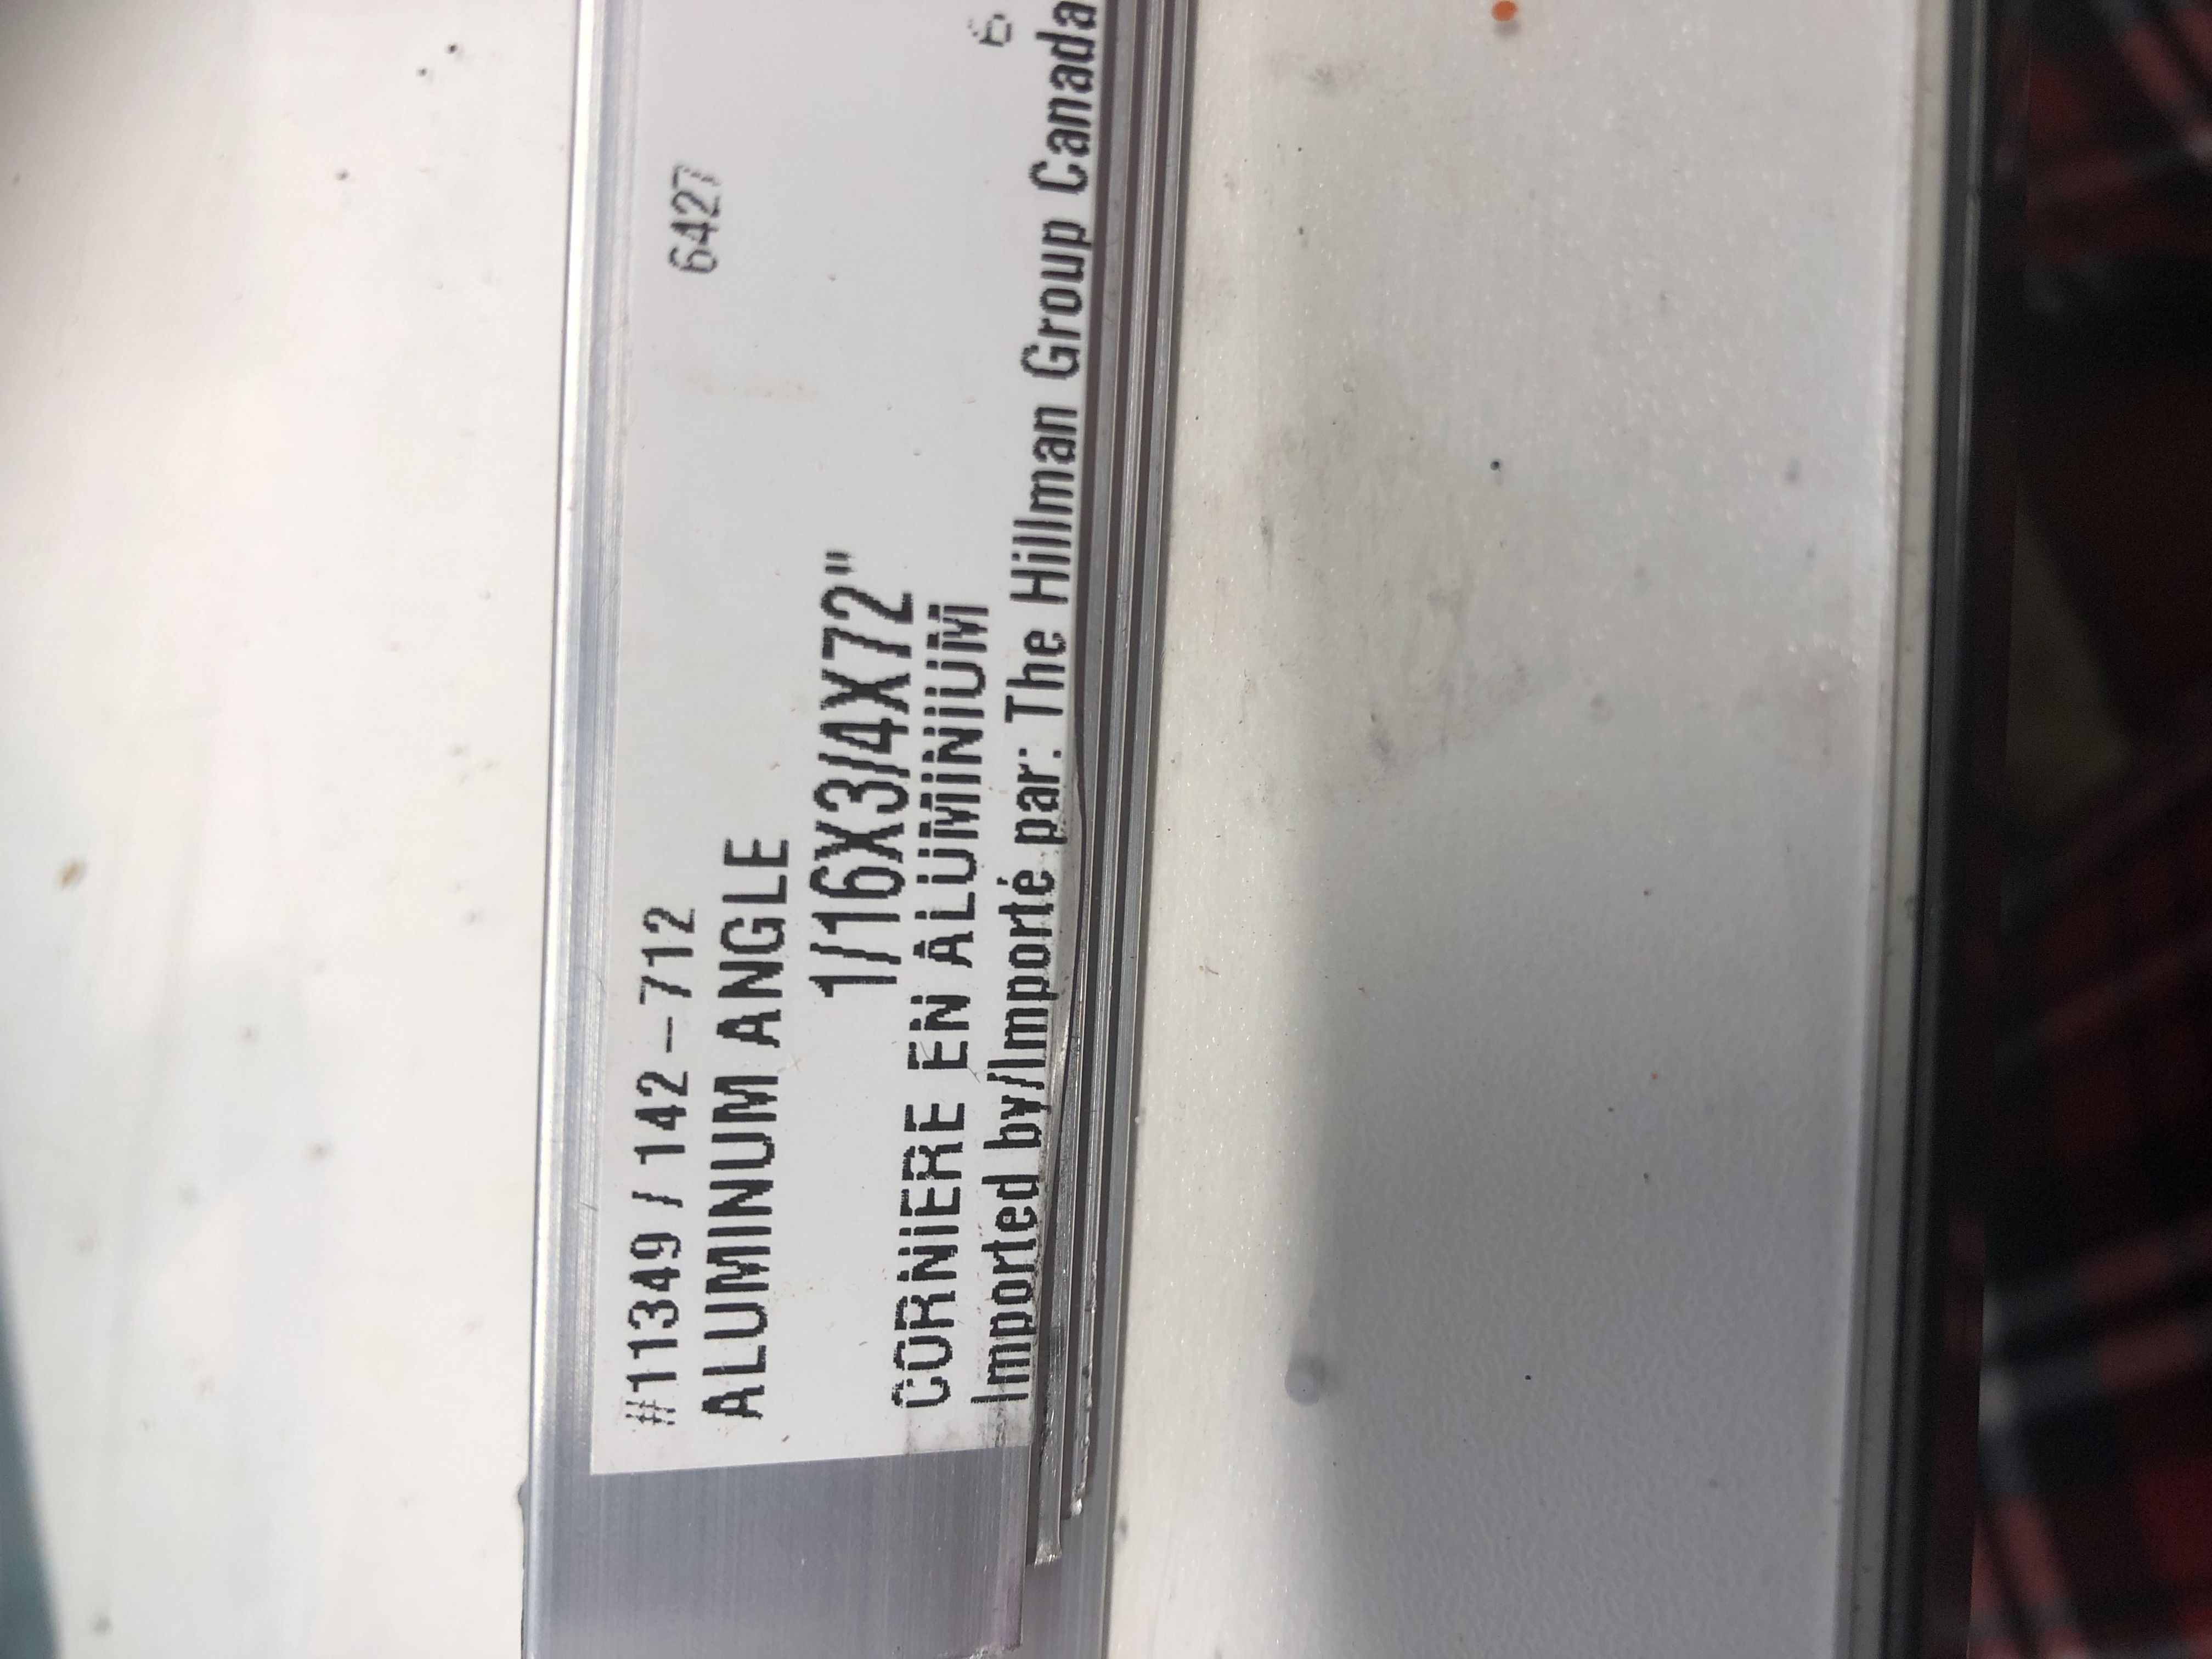 #11349 / 142-712
6427
ALUMINUM ANGLE
1/16X3/4X72"
CORNIERE EN ALUMINIUM
Imported by/Importé par: The Hillman Group Canada